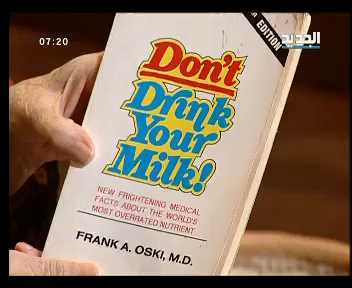 07:20
الجديد
EDITION
Don't
Drink
Your
Milk!
NEW FRIGHTENING MEDICAL
FACTS ABOUT THE WORLD'S
MOST OVERRATED NUTRIENT
FRANK A. OSKI, M.D.